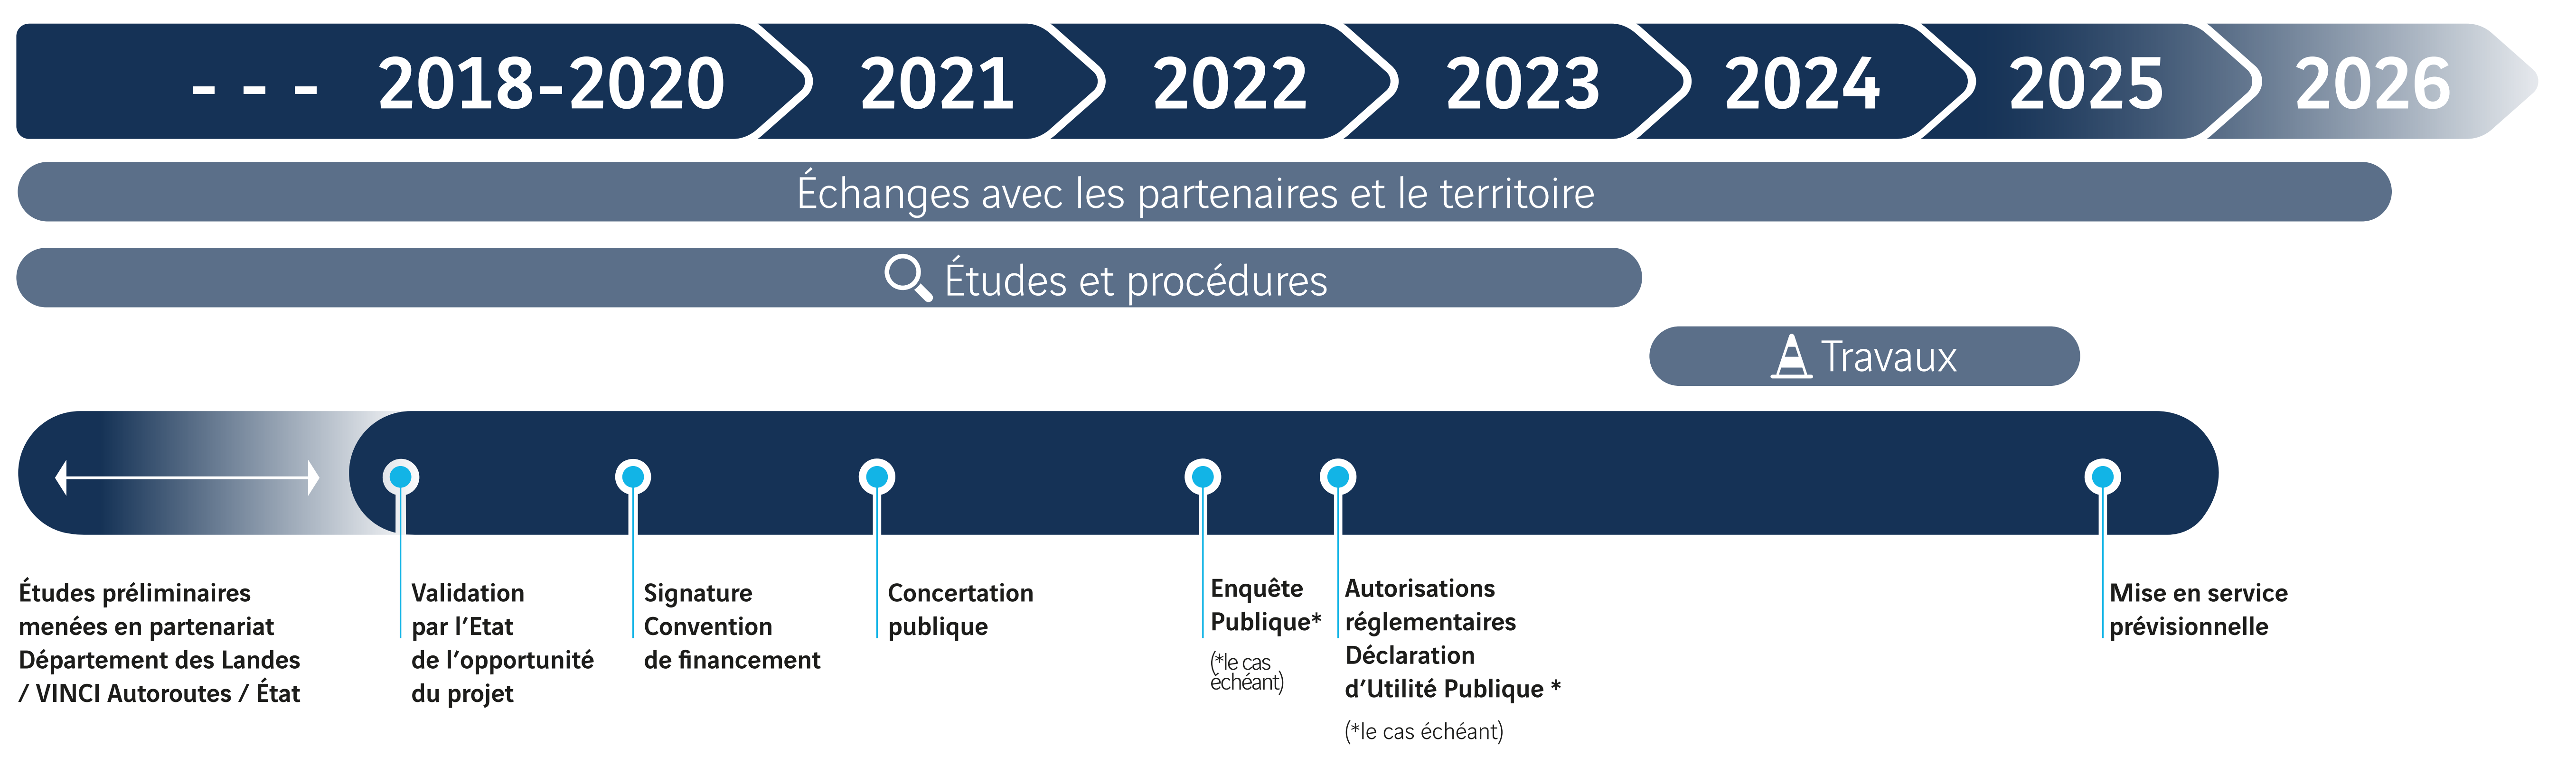 - - - 2018-2020 2021 2022 2023 2024 2025 2026
Échanges avec les partenaires et le territoire
Études et procédures
Travaux
Études préliminaires
menées en partenariat
Département des Landes
/ VINCI Autoroutes / État
Validation
par l'Etat
de l'opportunité
du projet
Signature
Convention
de financement
Concertation
publique
Enquête
Publique*
(*le cas
échéant)
Autorisations
réglementaires
Déclaration
d'Utilité Publique *
(*le cas échéant)
Mise en service
prévisionnelle